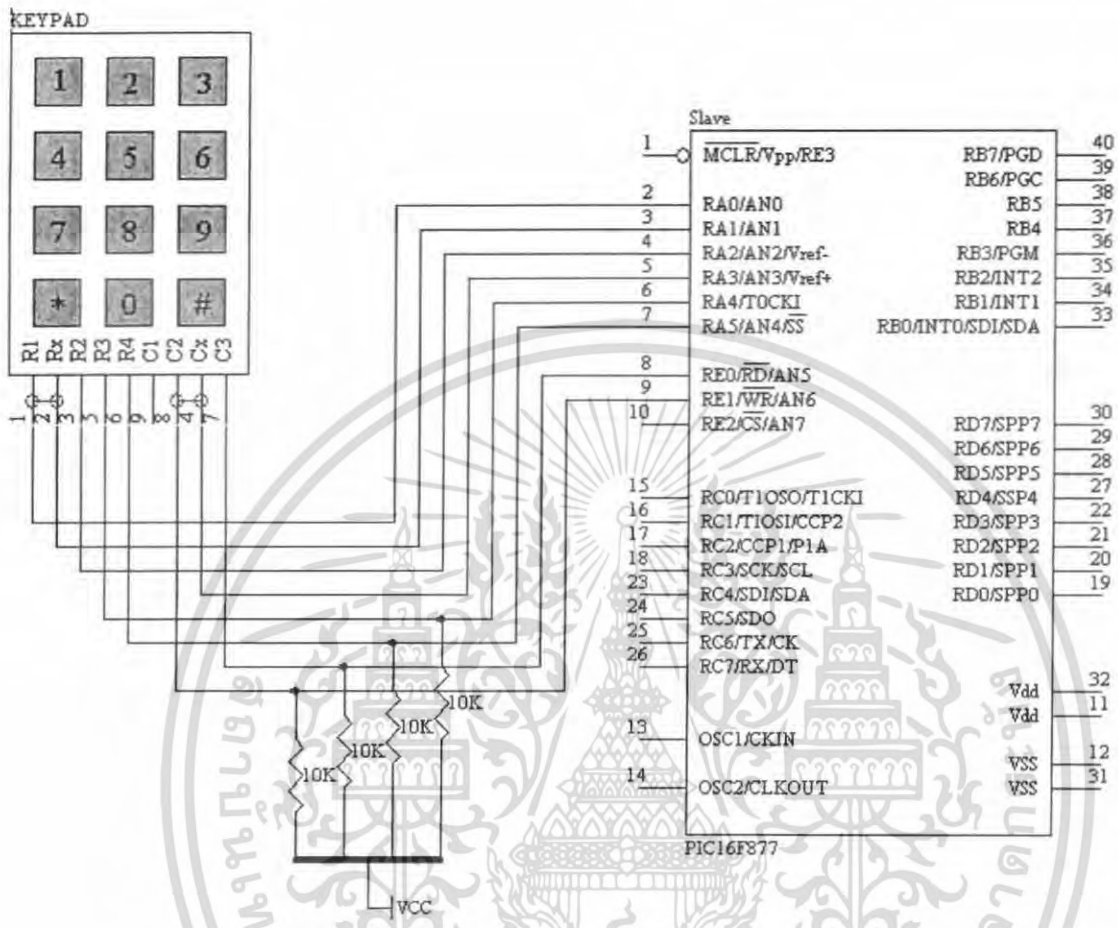 KEYPAD
1 2 3
4 5 6
7 8 9
* 0 #
R1 Rx R2 R3 R4 C1 C2 Cx C3
1 2 3 5 6 9 8 4 7
Slave
1 MCLR/Vpp/RE3
2 RA0/AN0
3 RA1/AN1
4 RA2/AN2/Vref-
5 RA3/AN3/Vref+
6 RA4/T0CKI
7 RA5/AN4/SS
8 RE0/RD/AN5
9 RE1/WR/AN6
10 RE2/CS/AN7
15 RC0/T1OSO/T1CKI
16 RC1/T1OSI/CCP2
17 RC2/CCP1/P1A
18 RC3/SCK/SCL
23 RC4/SDI/SDA
24 RC5/SDO
25 RC6/TX/CK
26 RC7/RX/DT
13 OSC1/CKIN
14 OSC2/CLKOUT
RB7/PGD 40
RB6/PGC 39
RB5 38
RB4 37
RB3/PGM 36
RB2/INT2 35
RB1/INT1 34
RB0/INT0/SDI/SDA 33
RD7/SPP7 30
RD6/SPP6 29
RD5/SPP5 28
RD4/SSP4 27
RD3/SPP3 22
RD2/SPP2 21
RD1/SPP1 20
RD0/SPP0 19
Vdd 32
Vdd 11
VSS 12
VSS 31
PIC16F877
10K
10K
10K
10K
VCC